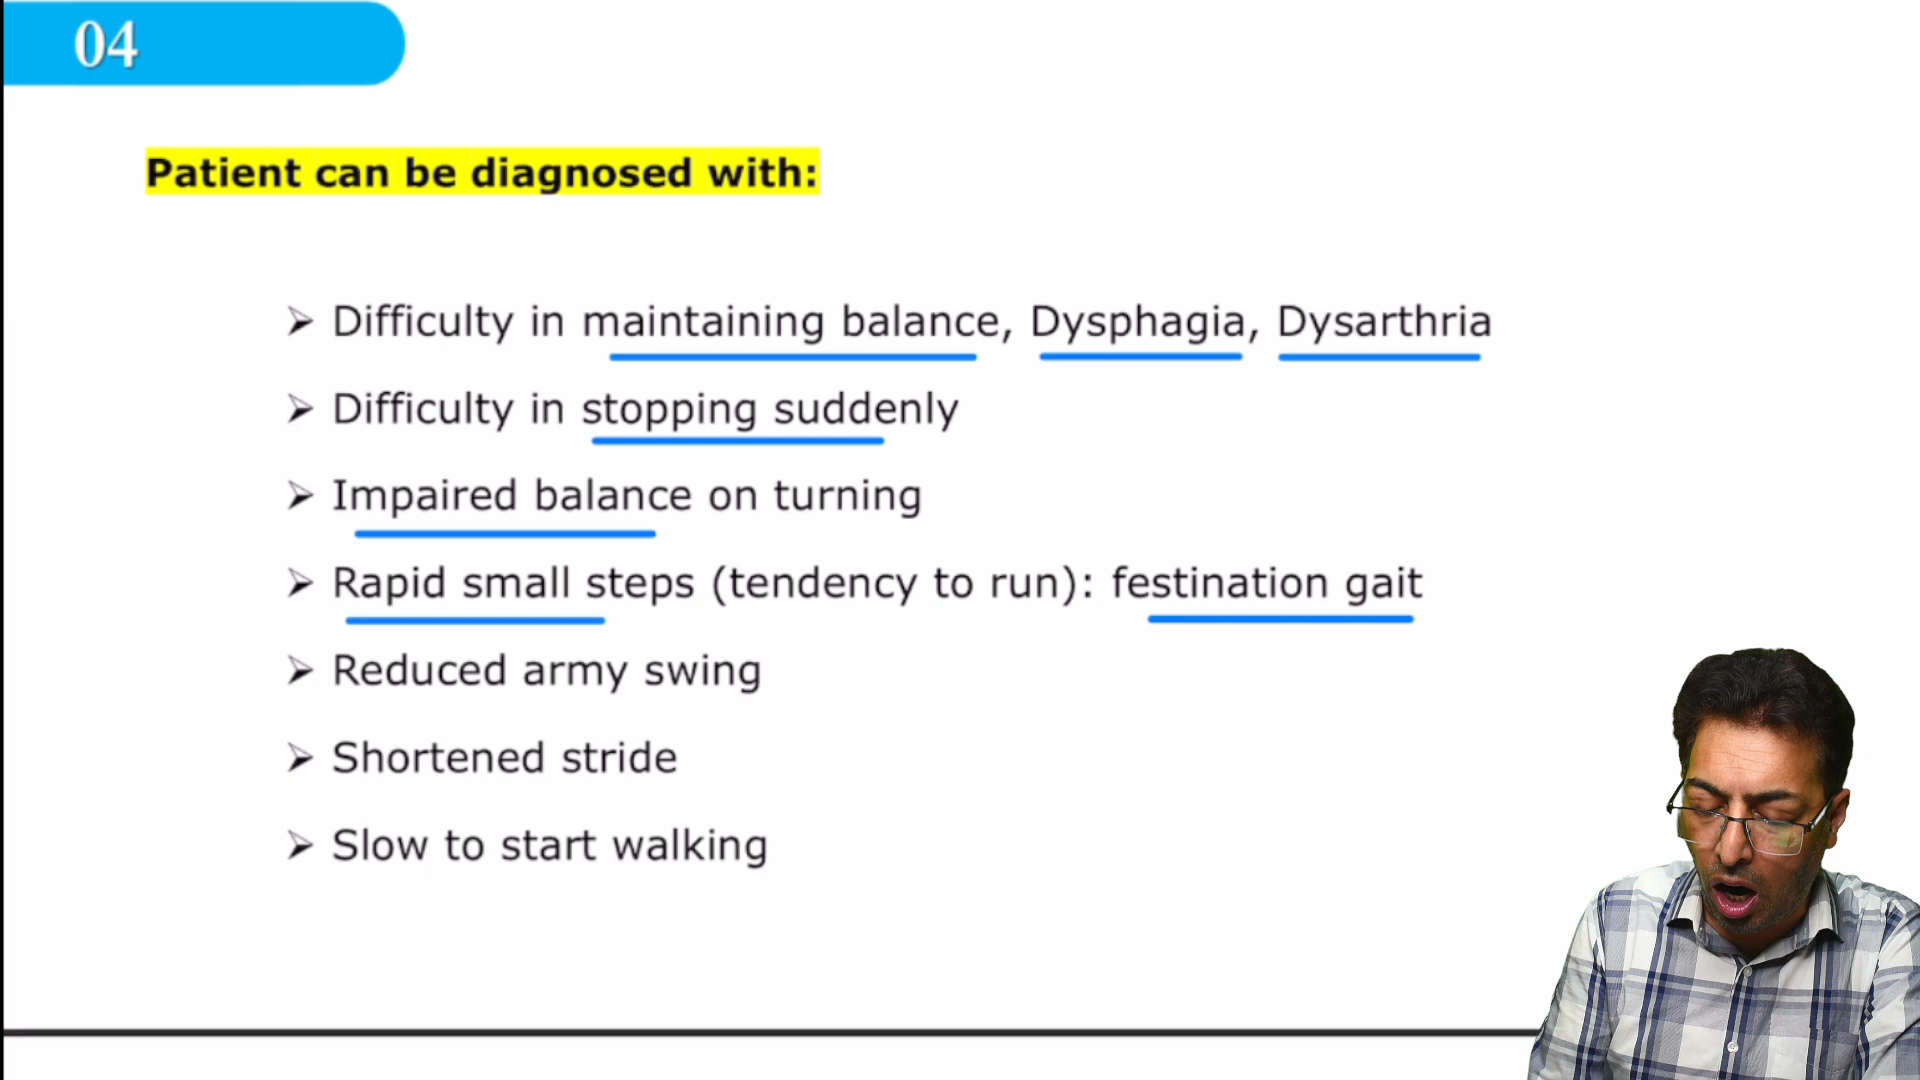 04
Patient can be diagnosed with:
➢ Difficulty in maintaining balance, Dysphagia, Dysarthria
➢ Difficulty in stopping suddenly
➢ Impaired balance on turning
➢ Rapid small steps (tendency to run): festination gait
➢ Reduced army swing
➢ Shortened stride
➢ Slow to start walking